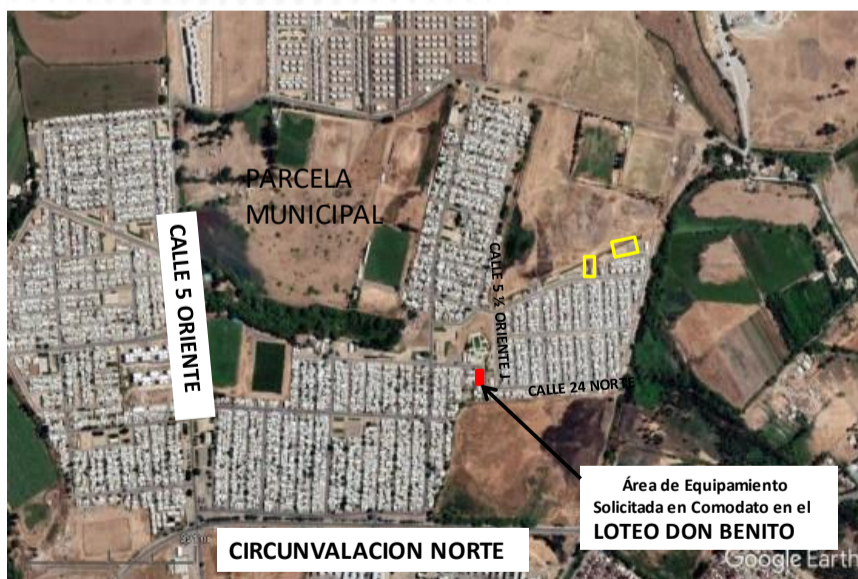 PARCELA
MUNICIPAL
CALLE 5 ORIENTE
CALLE 5 ½ ORIENTE J.
CALLE 24 NORTE
Área de Equipamiento
Solicitada en Comodato en el
LOTEO DON BENITO
CIRCUNVALACION NORTE
Google Earth